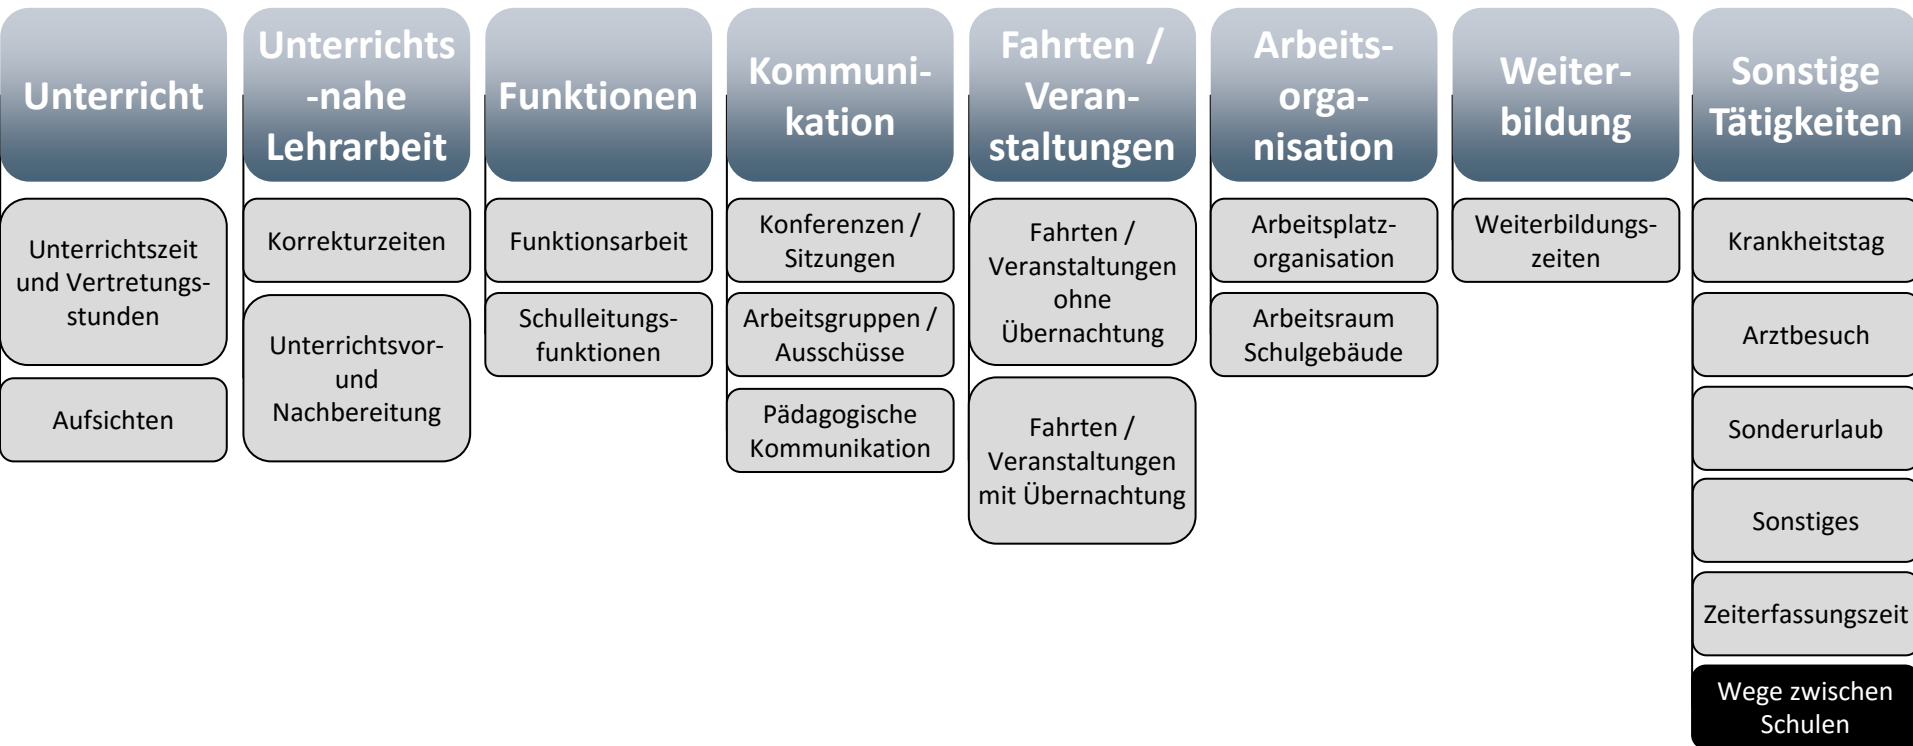 Unterricht
Unterrichtszeit
und Vertretungs-
stunden
Aufsichten
Unterrichts
-nahe
Lehrarbeit
Korrekturzeiten
Unterrichtsvor-
und
Nachbereitung
Funktionen
Funktionsarbeit
Schulleitungs-
funktionen
Kommuni-
kation
Konferenzen /
Sitzungen
Arbeitsgruppen /
Ausschüsse
Pädagogische
Kommunikation
Fahrten /
Veran-
staltungen
Fahrten /
Veranstaltungen
ohne
Übernachtung
Fahrten /
Veranstaltungen
mit Übernachtung
Arbeits-
orga-
nisation
Arbeitsplatz-
organisation
Arbeitsraum
Schulgebäude
Weiter-
bildung
Weiterbildungs-
zeiten
Sonstige
Tätigkeiten
Krankheitstag
Arztbesuch
Sonderurlaub
Sonstiges
Zeiterfassungszeit
Wege zwischen
Schulen